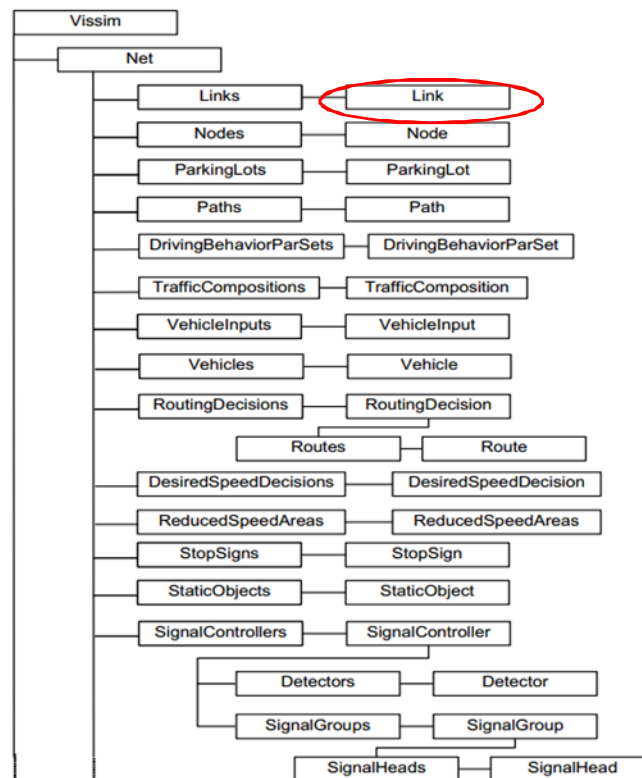 Vissim
Net
Links Link
Nodes Node
ParkingLots ParkingLot
Paths Path
DrivingBehaviorParSets DrivingBehaviorParSet
TrafficCompositions TrafficComposition
VehicleInputs VehicleInput
Vehicles Vehicle
RoutingDecisions RoutingDecision
Routes Route
DesiredSpeedDecisions DesiredSpeedDecision
ReducedSpeedAreas ReducedSpeedAreas
StopSigns StopSign
StaticObjects StaticObject
SignalControllers SignalController
Detectors Detector
SignalGroups SignalGroup
SignalHeads SignalHead